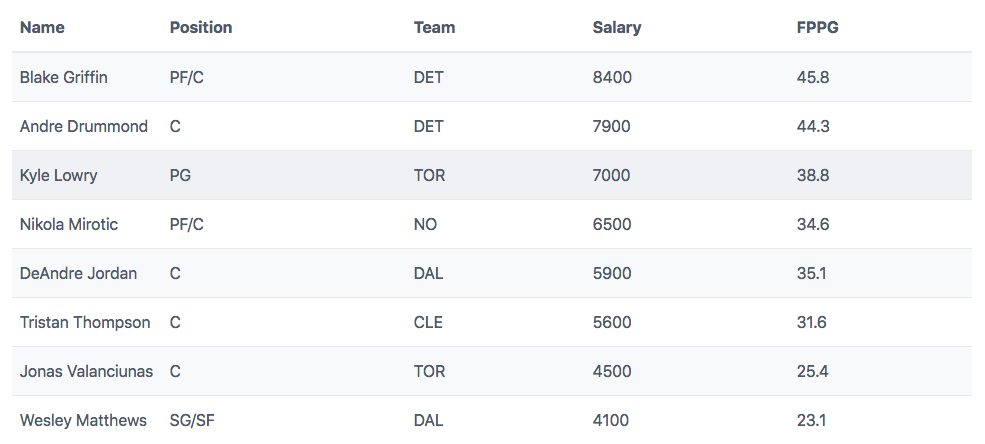 Name Position Team Salary FPPG
Blake Griffin PF/C DET 8400 45.8
Andre Drummond C DET 7900 44.3
Kyle Lowry PG TOR 7000 38.8
Nikola Mirotic PF/C NO 6500 34.6
DeAndre Jordan C DAL 5900 35.1
Tristan Thompson C CLE 5600 31.6
Jonas Valanciunas C TOR 4500 25.4
Wesley Matthews SG/SF DAL 4100 23.1